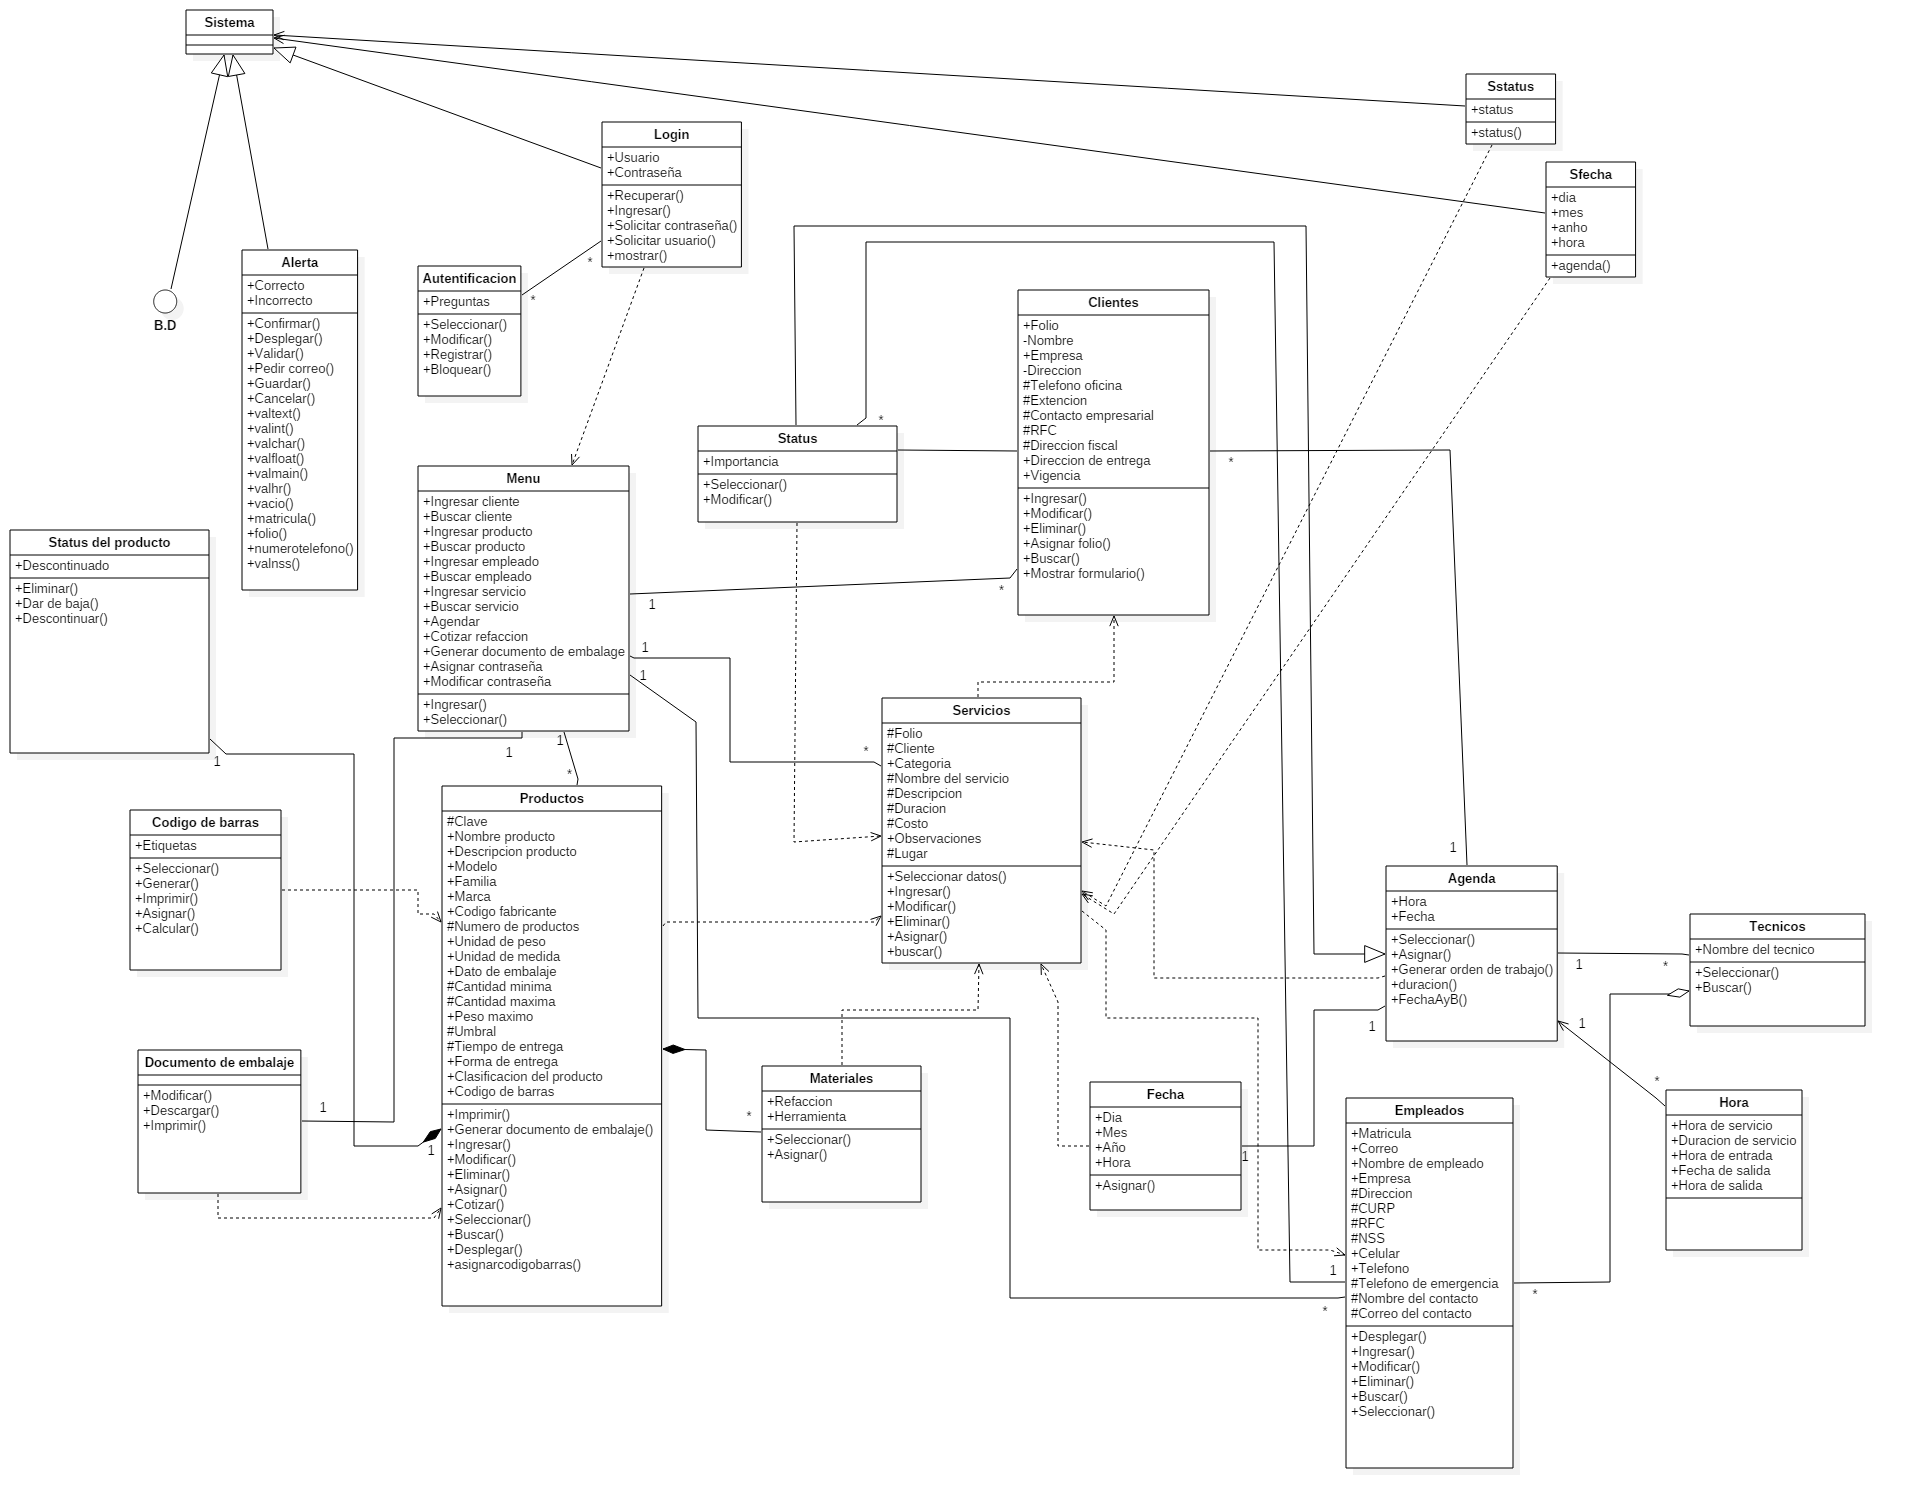 Sistema
Sstatus
+status
+status()
Sfecha
+dia
+mes
+anho
+hora
+agenda()
Login
+Usuario
+Contraseña
+Recuperar()
+Ingresar()
+Solicitar contraseña()
+Solicitar usuario()
+mostrar()
*
*
B.D
Alerta
+Correcto
+Incorrecto
+Confirmar()
+Desplegar()
+Validar()
+Pedir correo()
+Guardar()
+Cancelar()
+valtext()
+valint()
+valchar()
+valfloat()
+valmain()
+valhr()
+vacio()
+matricula()
+folio()
+numerotelefono()
+valnss()
Autentificacion
+Preguntas
+Seleccionar()
+Modificar()
+Registrar()
+Bloquear()
Clientes
+Folio
-Nombre
+Empresa
-Direccion
#Telefono oficina
#Extencion
#Contacto empresarial
#RFC
#Direccion fiscal
+Direccion de entrega
+Vigencia
+Ingresar()
+Modificar()
+Eliminar()
+Asignar folio()
+Buscar()
+Mostrar formulario()
*
*
Status
+Importancia
+Seleccionar()
+Modificar()
Menu
+Ingresar cliente
+Buscar cliente
+Ingresar producto
+Buscar producto
+Ingresar empleado
+Buscar empleado
+Ingresar servicio
+Buscar servicio
+Agendar
+Cotizar refaccion
+Generar documento de embalage
+Asignar contraseña
+Modificar contraseña
+Ingresar()
+Seleccionar()
1
*
1
1
1
1
*
*
Status del producto
+Descontinuado
+Eliminar()
+Dar de baja()
+Descontinuar()
1
Servicios
#Folio
#Cliente
+Categoria
#Nombre del servicio
#Descripcion
#Duracion
#Costo
+Observaciones
#Lugar
+Seleccionar datos()
+Ingresar()
+Modificar()
+Eliminar()
+Asignar()
+buscar()
Codigo de barras
+Etiquetas
+Seleccionar()
+Generar()
+Imprimir()
+Asignar()
+Calcular()
Productos
#Clave
+Nombre producto
+Descripcion producto
+Modelo
+Familia
+Marca
+Codigo fabricante
#Numero de productos
+Unidad de peso
+Unidad de medida
+Dato de embalaje
#Cantidad minima
#Cantidad maxima
+Peso maximo
#Umbral
#Tiempo de entrega
+Forma de entrega
+Clasificacion del producto
+Codigo de barras
+Imprimir()
+Generar documento de embalaje()
+Ingresar()
+Modificar()
+Eliminar()
+Asignar()
+Cotizar()
+Seleccionar()
+Buscar()
+Desplegar()
+asignarcodigobarras()
1
Agenda
+Hora
+Fecha
+Seleccionar()
+Asignar()
+Generar orden de trabajo()
+duracion()
+FechaAyB()
1
1
*
1
1
*
Tecnicos
+Nombre del tecnico
+Seleccionar()
+Buscar()
Documento de embalaje
+Modificar()
+Descargar()
+Imprimir()
1
1
Materiales
+Refaccion
+Herramienta
+Seleccionar()
+Asignar()
*
Fecha
+Dia
+Mes
+Año
+Hora
+Asignar()
Hora
+Hora de servicio
+Duracion de servicio
+Hora de entrada
+Fecha de salida
+Hora de salida
Empleados
+Matricula
+Correo
+Nombre de empleado
+Empresa
#Direccion
#CURP
#RFC
#NSS
+Celular
+Telefono
#Telefono de emergencia
#Nombre del contacto
#Correo del contacto
+Desplegar()
+Ingresar()
+Modificar()
+Eliminar()
+Buscar()
+Seleccionar()
1
*
*